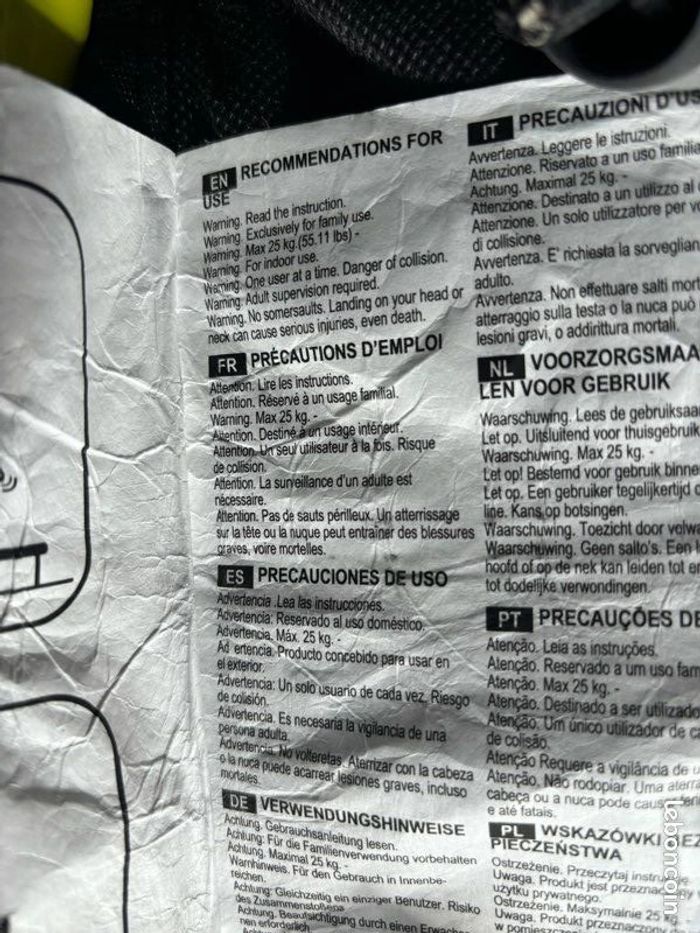 EN RECOMMENDATIONS FOR
USE
Warning. Read the instruction.
Warning. Exclusively for family use.
Warning. Max 25 kg.(55.11 lbs) -
Warning. For indoor use.
Warning. One user at a time. Danger of collision.
Warning. Adult supervision required.
Warning. No somersaults. Landing on your head or
neck can cause serious injuries, even death.
FR PRÉCAUTIONS D'EMPLOI
Attention. Lire les instructions.
Attention. Réservé à un usage familial.
Warning. Max 25 kg. -
Attention. Destiné à un usage intérieur.
Attention. Un seul utilisateur à la fois. Risque
de collision.
Attention. La surveillance d'un adulte est
nécessaire.
Attention. Pas de sauts périlleux. Un atterrissage
sur la tête ou la nuque peut entraîner des blessures
graves, voire mortelles.
ES PRECAUCIONES DE USO
Advertencia .Lea las instrucciones.
Advertencia: Reservado al uso doméstico.
Advertencia, Máx. 25 kg. -
Ad ertencia. Producto concebido para usar en
el exterior.
Advertencia: Un solo usuario de cada vez. Riesgo
de colisión.
Advertencia. Es necesaria la vigilancia de una
persona adulta.
Advertencia. No volteretas. Aterrizar con la cabeza
o la nuca puede acarrear lesiones graves, incluso
mortales.
DE VERWENDUNGSHINWEISE
Achtung. Gebrauchsanleitung lesen.
Achtung: Für die Familienverwendung vorbehalten
Achtung. Maximal 25 kg. -
Warnhinweis. Für den Gebrauch in Innenbe-
reichen.
Achtung: Gleichzeitig ein einziger Benutzer. Risiko
des Zusammenstoßens
Achtung. Beaufsichtigung durch einen
nen erforderlich
IT PRECAUZIONI D'US
Avvertenza. Leggere le istruzioni.
Attenzione. Riservato a un uso familia
Achtung. Maximal 25 kg. -
Attenzione. Destinato a un utilizzo al
Attenzione. Un solo utilizzatore per vo
di collisione.
Avvertenza. E' richiesta la sorveglian
adulto.
Avvertenza. Non effettuare salti mort
atterraggio sulla testa o la nuca può
lesioni gravi, o addirittura mortali.
NL VOORZORGSMAA
LEN VOOR GEBRUIK
Waarschuwing. Lees de gebruiksaa
Let op. Uitsluitend voor thuisgebruik
Waarschuwing. Max 25 kg. -
Let op! Bestemd voor gebruik binne
Let op. Een gebruiker tegelijkertijd
line. Kans op botsingen.
Waarschuwing. Toezicht door volw
Waarschuwing. Geen salto's. Een
hoofd of op de nek kan leiden tot er
tot dodelijke verwondingen.
PT PRECAUÇÕES DE
Atenção. Leia as instruções.
Atenção. Reservado a um uso fam
Atenção. Max 25 kg. -
Atenção. Destinado a ser utilizado
Atenção. Um único utilizador de ca
de colisão.
Atenção Requere a vigilância de u
Atenção. Não rodopiar. Uma aterra
cabeça ou a nuca pode caus
e até fatais.
PL WSKAZÓWKI BEZ
PIECZEŃSTWA
Ostrzeżenie. Przeczytaj instruk
Uwaga. Produkt jest przeznac
użytku prywatnego.
Ostrzeżenie. Maksymalnie 25
Uwaga. Produkt przeznaczony
w pomieszcz
leboncoin